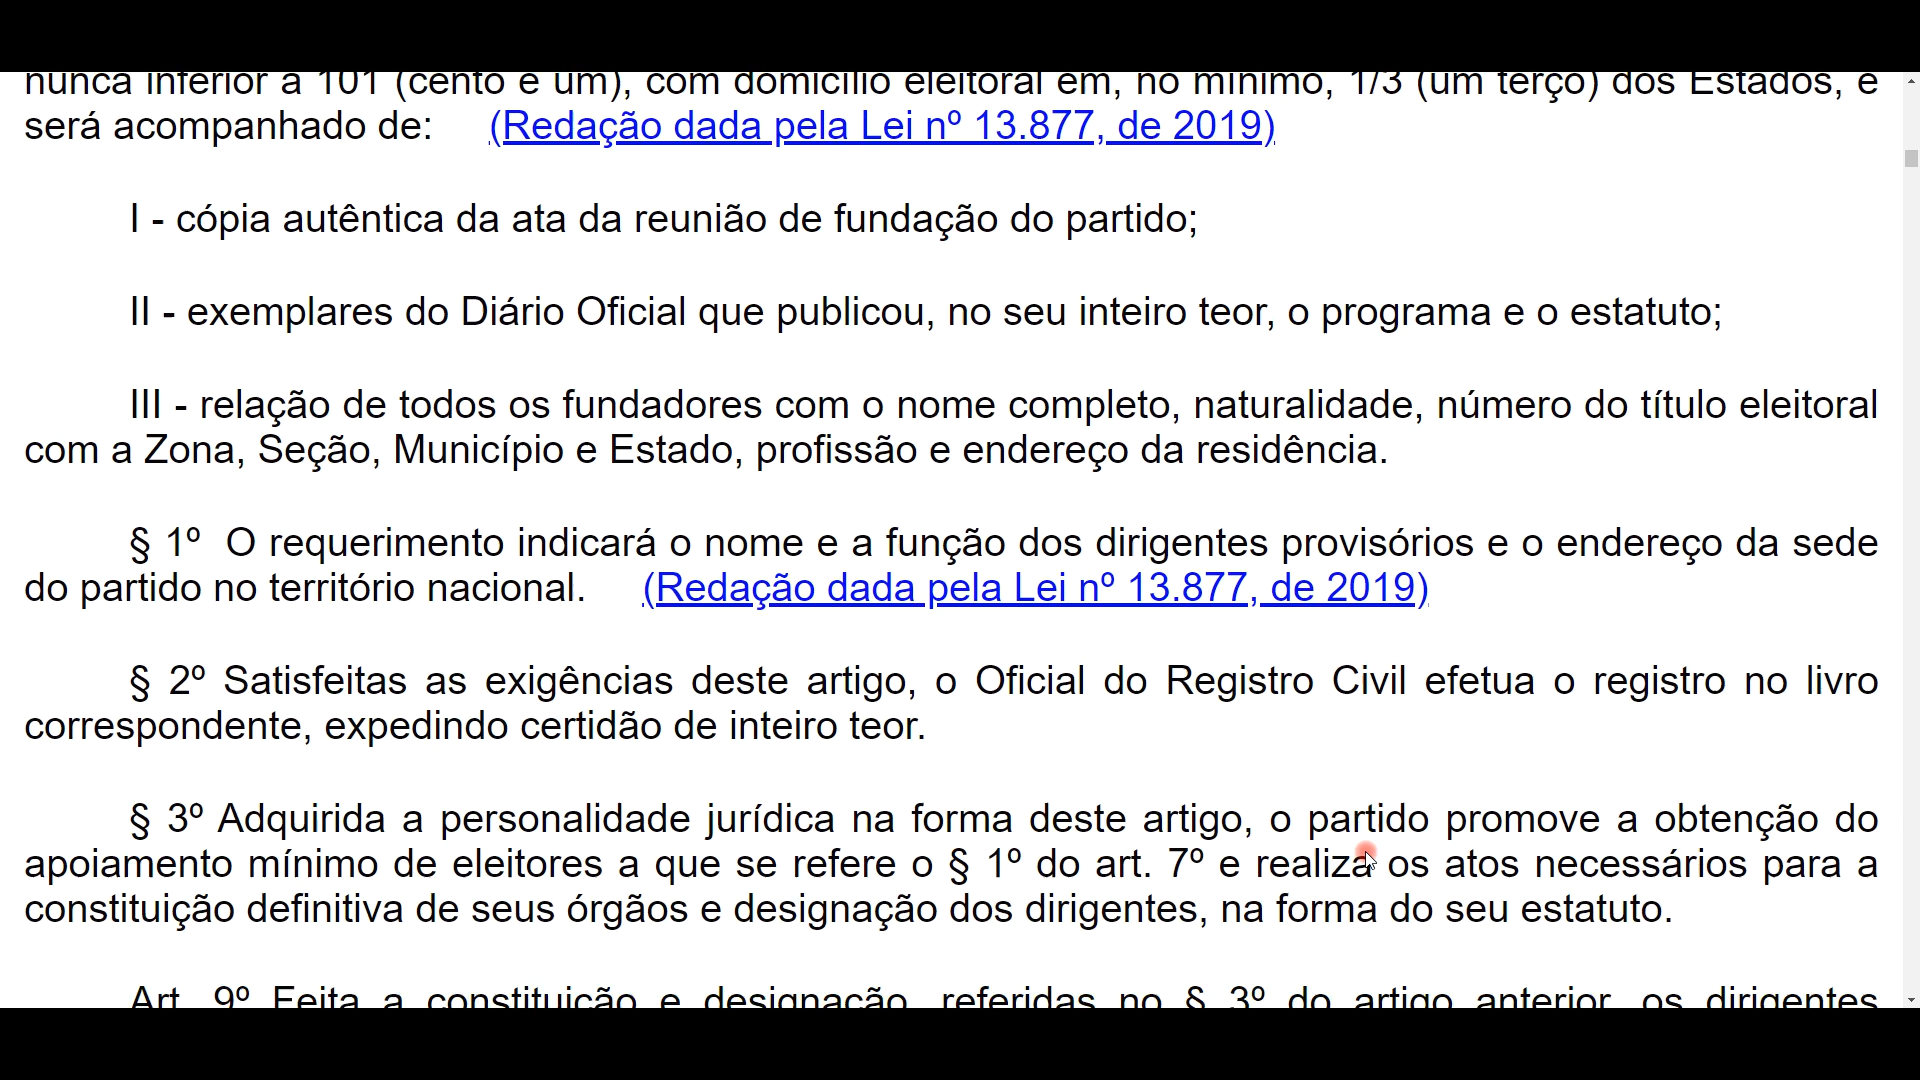 nunca inferior a 101 (cento e um), com domicílio eleitoral em, no mínimo, 1/3 (um terço) dos Estados, e
será acompanhado de: (Redação dada pela Lei nº 13.877, de 2019)
I - cópia autêntica da ata da reunião de fundação do partido;
II - exemplares do Diário Oficial que publicou, no seu inteiro teor, o programa e o estatuto;
III - relação de todos os fundadores com o nome completo, naturalidade, número do título eleitoral
com a Zona, Seção, Município e Estado, profissão e endereço da residência.
§ 1º O requerimento indicará o nome e a função dos dirigentes provisórios e o endereço da sede
do partido no território nacional. (Redação dada pela Lei nº 13.877, de 2019)
§ 2º Satisfeitas as exigências deste artigo, o Oficial do Registro Civil efetua o registro no livro
correspondente, expedindo certidão de inteiro teor.
§ 3º Adquirida a personalidade jurídica na forma deste artigo, o partido promove a obtenção do
apoiamento mínimo de eleitores a que se refere o § 1º do art. 7º e realiza os atos necessários para a
constituição definitiva de seus órgãos e designação dos dirigentes, na forma do seu estatuto.
Art. 9º Feita a constituição e designação, referidas no § 3º do artigo anterior, os dirigentes